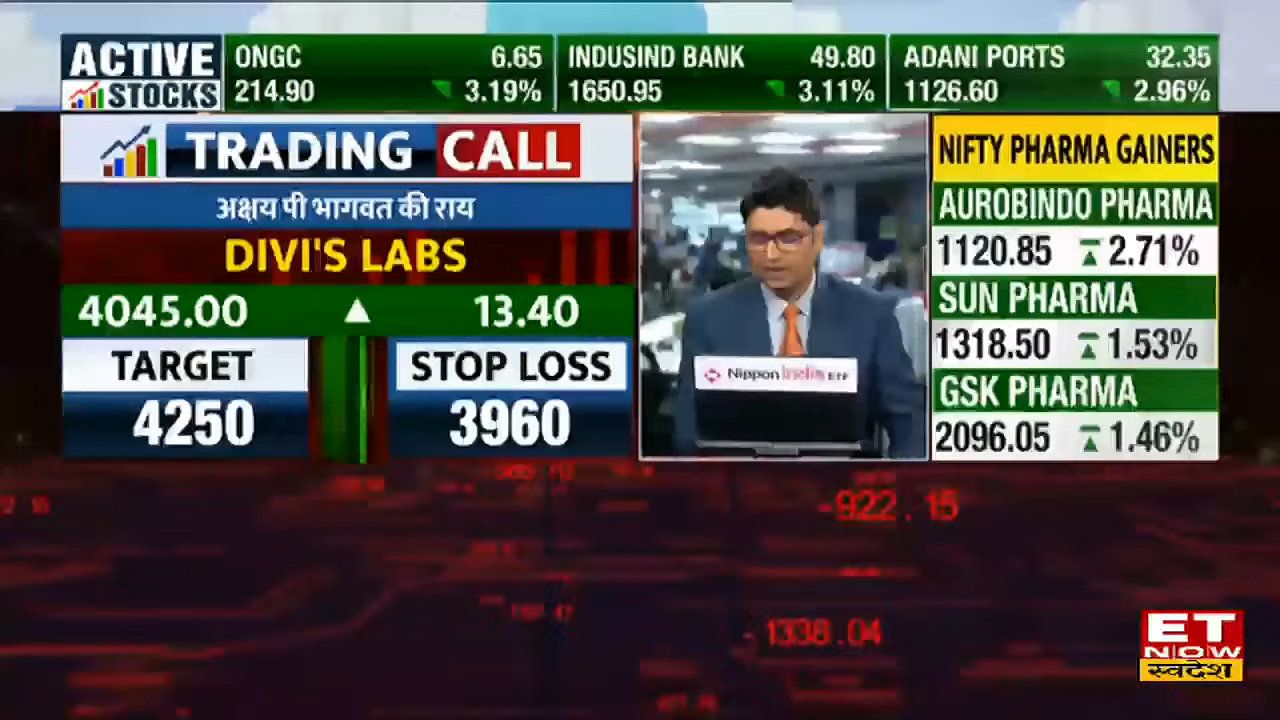 ACTIVE
STOCKS
ONGC 6.65
214.90 3.19%
INDUSIND BANK 49.80
1650.95 3.11%
ADANI PORTS 32.35
1126.60 2.96%
TRADING CALL
अक्षय पी भागवत की राय
DIVI'S LABS
4045.00 ▲ 13.40
TARGET
4250
STOP LOSS
3960
Nippon India ETF
NIFTY PHARMA GAINERS
AUROBINDO PHARMA
1120.85 2.71%
SUN PHARMA
1318.50 1.53%
GSK PHARMA
2096.05 1.46%
-922.15
-1338.04
ET
NOW
स्वदेश